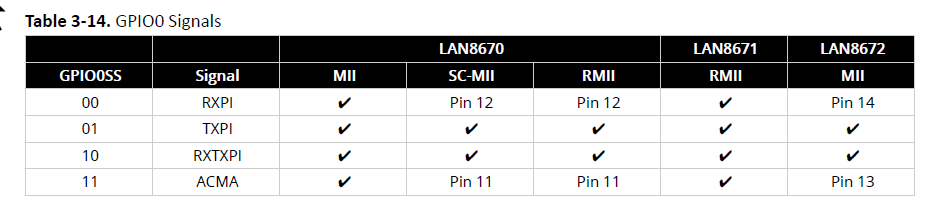 Table 3-14. GPIO0 Signals
LAN8670 LAN8671 LAN8672
GPIO0SS Signal MII SC-MII RMII RMII MII
00 RXPI ✔ Pin 12 Pin 12 ✔ Pin 14
01 TXPI ✔ ✔ ✔ ✔ ✔
10 RXTXPI ✔ ✔ ✔ ✔ ✔
11 ACMA ✔ Pin 11 Pin 11 ✔ Pin 13